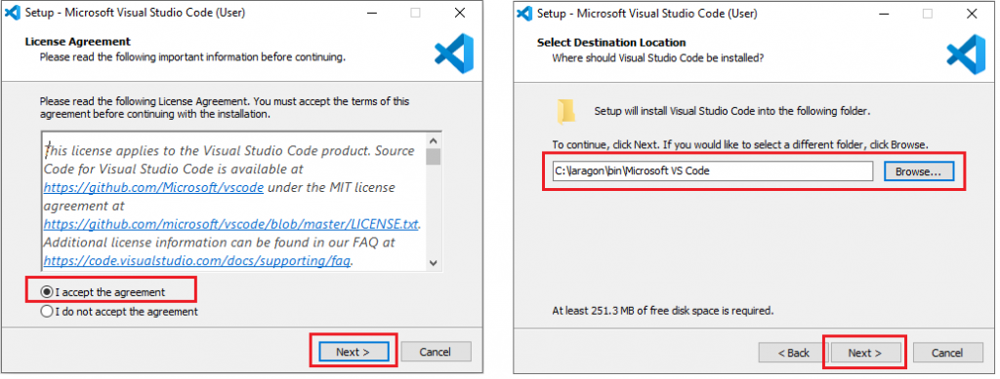 Setup - Microsoft Visual Studio Code (User)
License Agreement
Please read the following important information before continuing.
Please read the following License Agreement. You must accept the terms of this
agreement before continuing with the installation.
This license applies to the Visual Studio Code product. Source
Code for Visual Studio Code is available at
https://github.com/Microsoft/vscode under the MIT license
agreement at
https://github.com/microsoft/vscode/blob/master/LICENSE.txt.
Additional license information can be found in our FAQ at
https://code.visualstudio.com/docs/supporting/faq.
I accept the agreement
I do not accept the agreement
Next >
Cancel
Setup - Microsoft Visual Studio Code (User)
Select Destination Location
Where should Visual Studio Code be installed?
Setup will install Visual Studio Code into the following folder.
To continue, click Next. If you would like to select a different folder, click Browse.
C:\laragon\bin\Microsoft VS Code
Browse...
At least 251.3 MB of free disk space is required.
< Back
Next >
Cancel